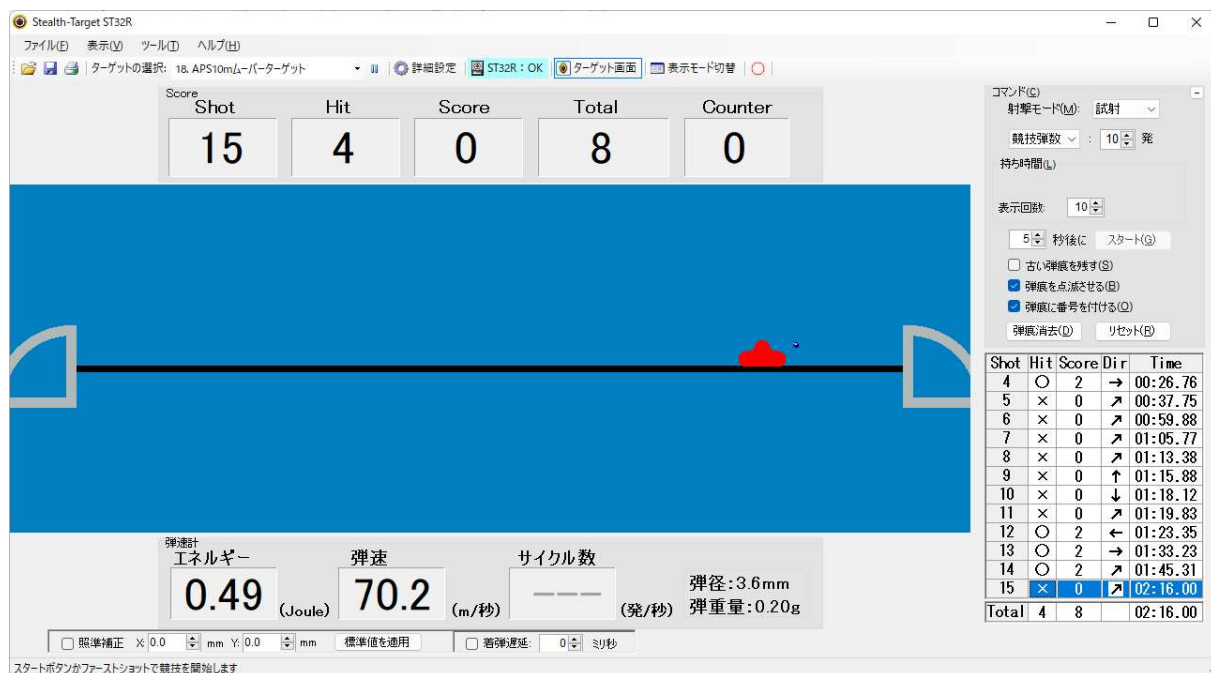 Stealth-Target ST32R
ファイル(F) 表示(V) ツール(T) ヘルプ(H)
ターゲットの選択: 18. APS10mムーバーターゲット 詳細設定 ST32R：OK ターゲット画面 表示モード切替
Score
Shot Hit Score Total Counter
15 4 0 8 0
コマンド(C)
射撃モード(M): 試射
競技弾数 : 10 発
持ち時間(L)
表示回数: 10
5 秒後に スタート(G)
古い弾痕を残す(S)
弾痕を点滅させる(B)
弾痕に番号を付ける(O)
弾痕消去(D) リセット(R)
Shot Hit Score Dir Time
4 ○ 2 → 00:26.76
5 × 0 ↗ 00:37.75
6 × 0 ↗ 00:59.88
7 × 0 ↗ 01:05.77
8 × 0 ↗ 01:13.38
9 × 0 ↑ 01:15.88
10 × 0 ↓ 01:18.12
11 × 0 ↗ 01:19.83
12 ○ 2 ← 01:23.35
13 ○ 2 → 01:33.23
14 ○ 2 ↗ 01:45.31
15 × 0 ↗ 02:16.00
Total 4 8 02:16.00
弾速計
エネルギー 弾速 サイクル数
0.49 (Joule) 70.2 (m/秒) --- (発/秒)
弾径:3.6mm
弾重量:0.20g
照準補正 X: 0.0 mm Y: 0.0 mm 標準値を適用 着弾遅延: 0 ミリ秒
スタートボタンかファーストショットで競技を開始します